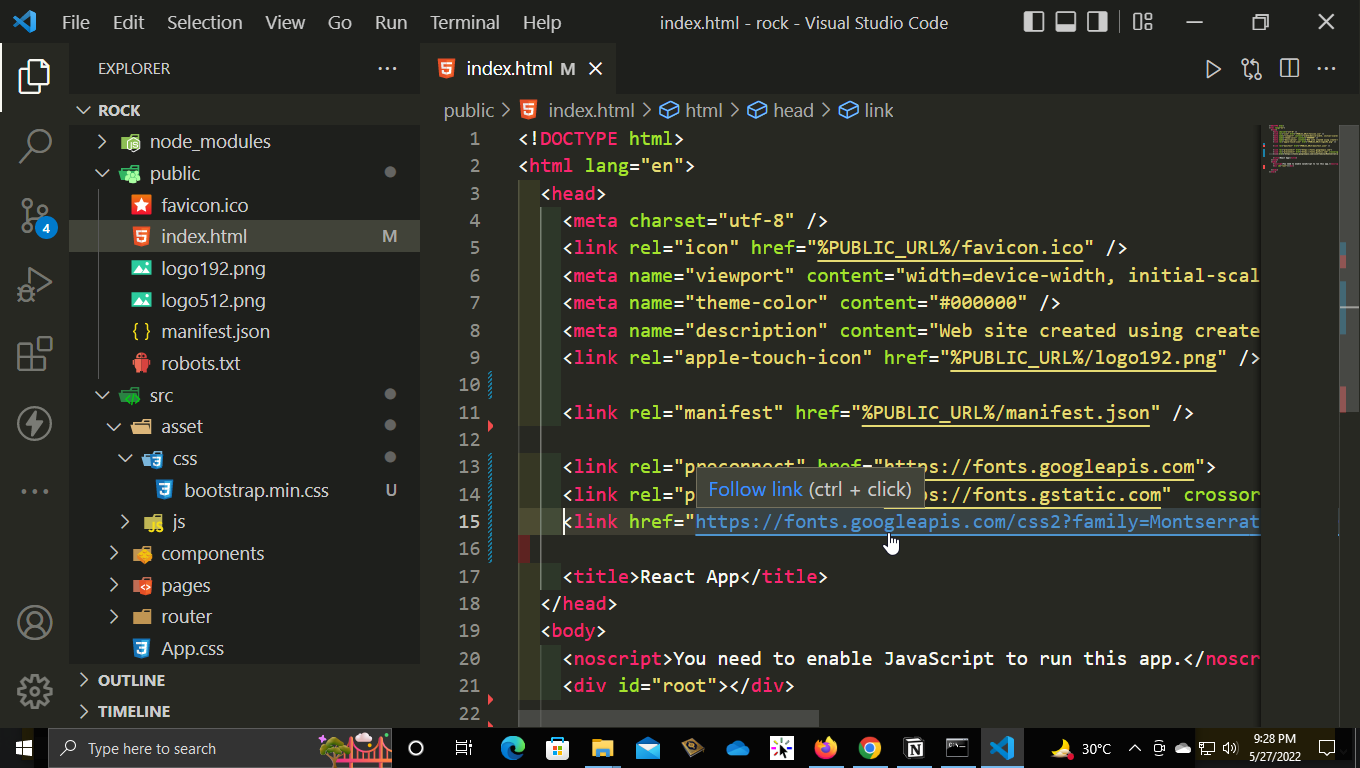 File Edit Selection View Go Run Terminal Help index.html - rock - Visual Studio Code
EXPLORER
ROCK
node_modules
public
favicon.ico
index.html M
logo192.png
logo512.png
manifest.json
robots.txt
src
asset
css
bootstrap.min.css U
js
components
pages
router
App.css
OUTLINE
TIMELINE
4
index.html M
public > index.html > html > head > link
1 <!DOCTYPE html>
2 <html lang="en">
3 <head>
4 <meta charset="utf-8" />
5 <link rel="icon" href="%PUBLIC_URL%/favicon.ico" />
6 <meta name="viewport" content="width=device-width, initial-scal
7 <meta name="theme-color" content="#000000" />
8 <meta name="description" content="Web site created using create
9 <link rel="apple-touch-icon" href="%PUBLIC_URL%/logo192.png" />
10
11 <link rel="manifest" href="%PUBLIC_URL%/manifest.json" />
12
13 <link rel="preconnect" href="https://fonts.googleapis.com">
Follow link (ctrl + click)
14 <link rel="p s://fonts.gstatic.com" crossor
15 <link href="https://fonts.googleapis.com/css2?family=Montserrat
16
17 <title>React App</title>
18 </head>
19 <body>
20 <noscript>You need to enable JavaScript to run this app.</noscr
21 <div id="root"></div>
22
Type here to search
30°C
9:28 PM
5/27/2022